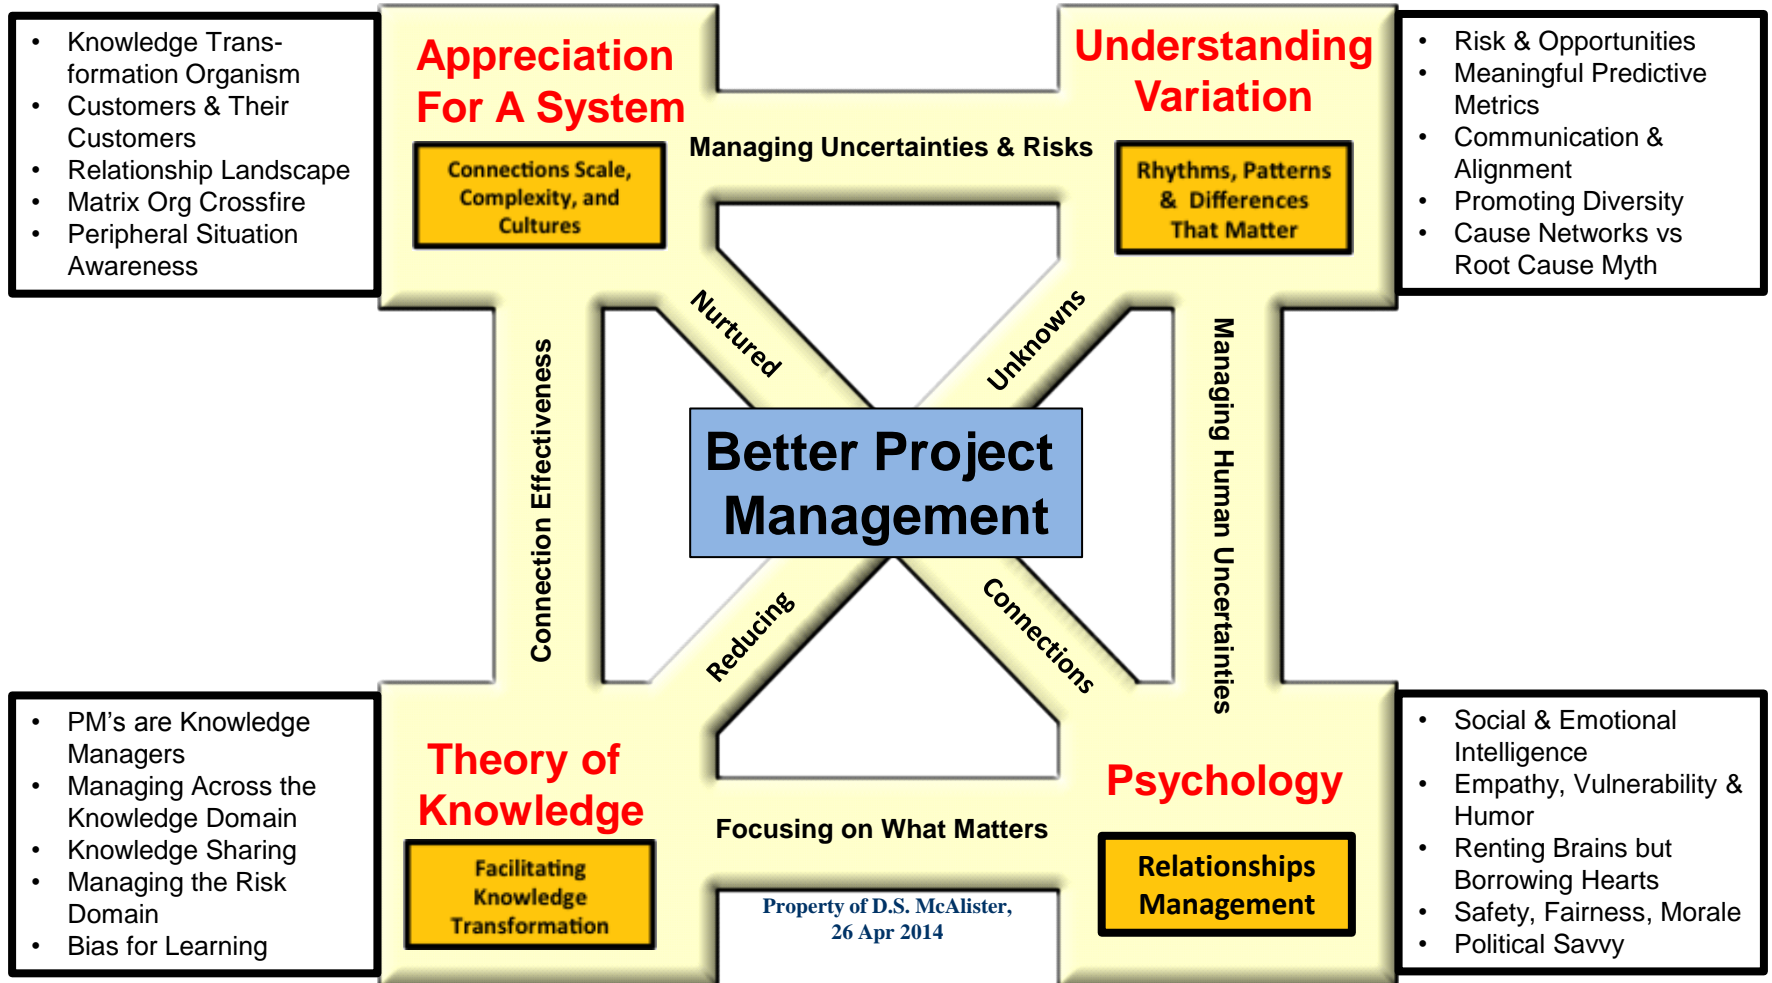 • Knowledge Trans-
formation Organism
• Customers & Their
Customers
• Relationship Landscape
• Matrix Org Crossfire
• Peripheral Situation
Awareness
Appreciation
For A System
Connections Scale,
Complexity, and
Cultures
Managing Uncertainties & Risks
Understanding
Variation
Rhythms, Patterns
& Differences
That Matter
• Risk & Opportunities
• Meaningful Predictive
Metrics
• Communication &
Alignment
• Promoting Diversity
• Cause Networks vs
Root Cause Myth
Nurtured
Unknowns
Connection Effectiveness
Better Project
Management
Managing Human Uncertainties
Reducing
Connections
• PM's are Knowledge
Managers
• Managing Across the
Knowledge Domain
• Knowledge Sharing
• Managing the Risk
Domain
• Bias for Learning
Theory of
Knowledge
Facilitating
Knowledge
Transformation
Focusing on What Matters
Property of D.S. McAlister,
26 Apr 2014
Psychology
Relationships
Management
• Social & Emotional
Intelligence
• Empathy, Vulnerability &
Humor
• Renting Brains but
Borrowing Hearts
• Safety, Fairness, Morale
• Political Savvy